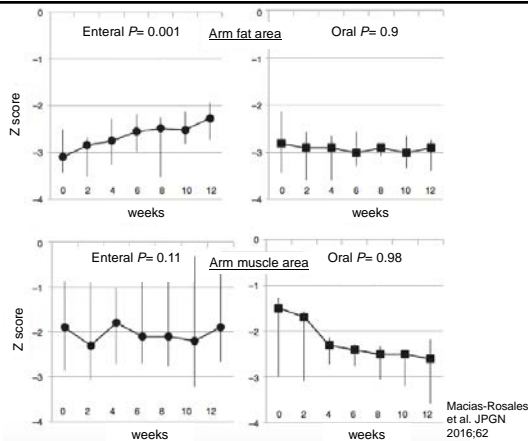 Enteral P= 0.001
Arm fat area
Oral P= 0.9
0
-1
-2
-3
-4
Z score
0 2 4 6 8 10 12
weeks
0
-1
-2
-3
-4
0 2 4 6 8 10 12
weeks
Enteral P= 0.11
Arm muscle area
Oral P= 0.98
0
-1
-2
-3
-4
Z score
0 2 4 6 8 10 12
weeks
0
-1
-2
-3
-4
0 2 4 6 8 10 12
weeks
Macias-Rosales
et al. JPGN
2016;62